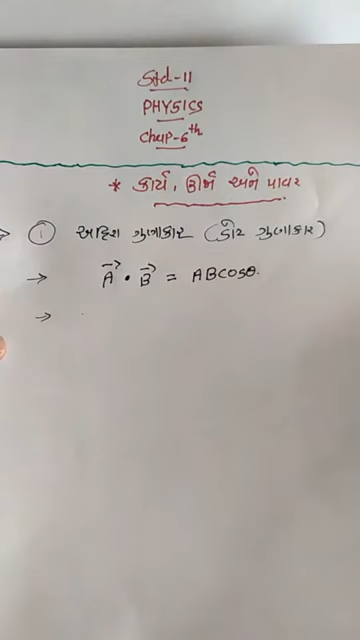 Std-11
PHYSICS
Chap-6th
* કાર્ય, ઊર્જા અને પાવર
→ ① અદિશ ગુણાકાર (ડોટ ગુણાકાર)
→ A⃗ • B⃗ = ABcosθ.
→